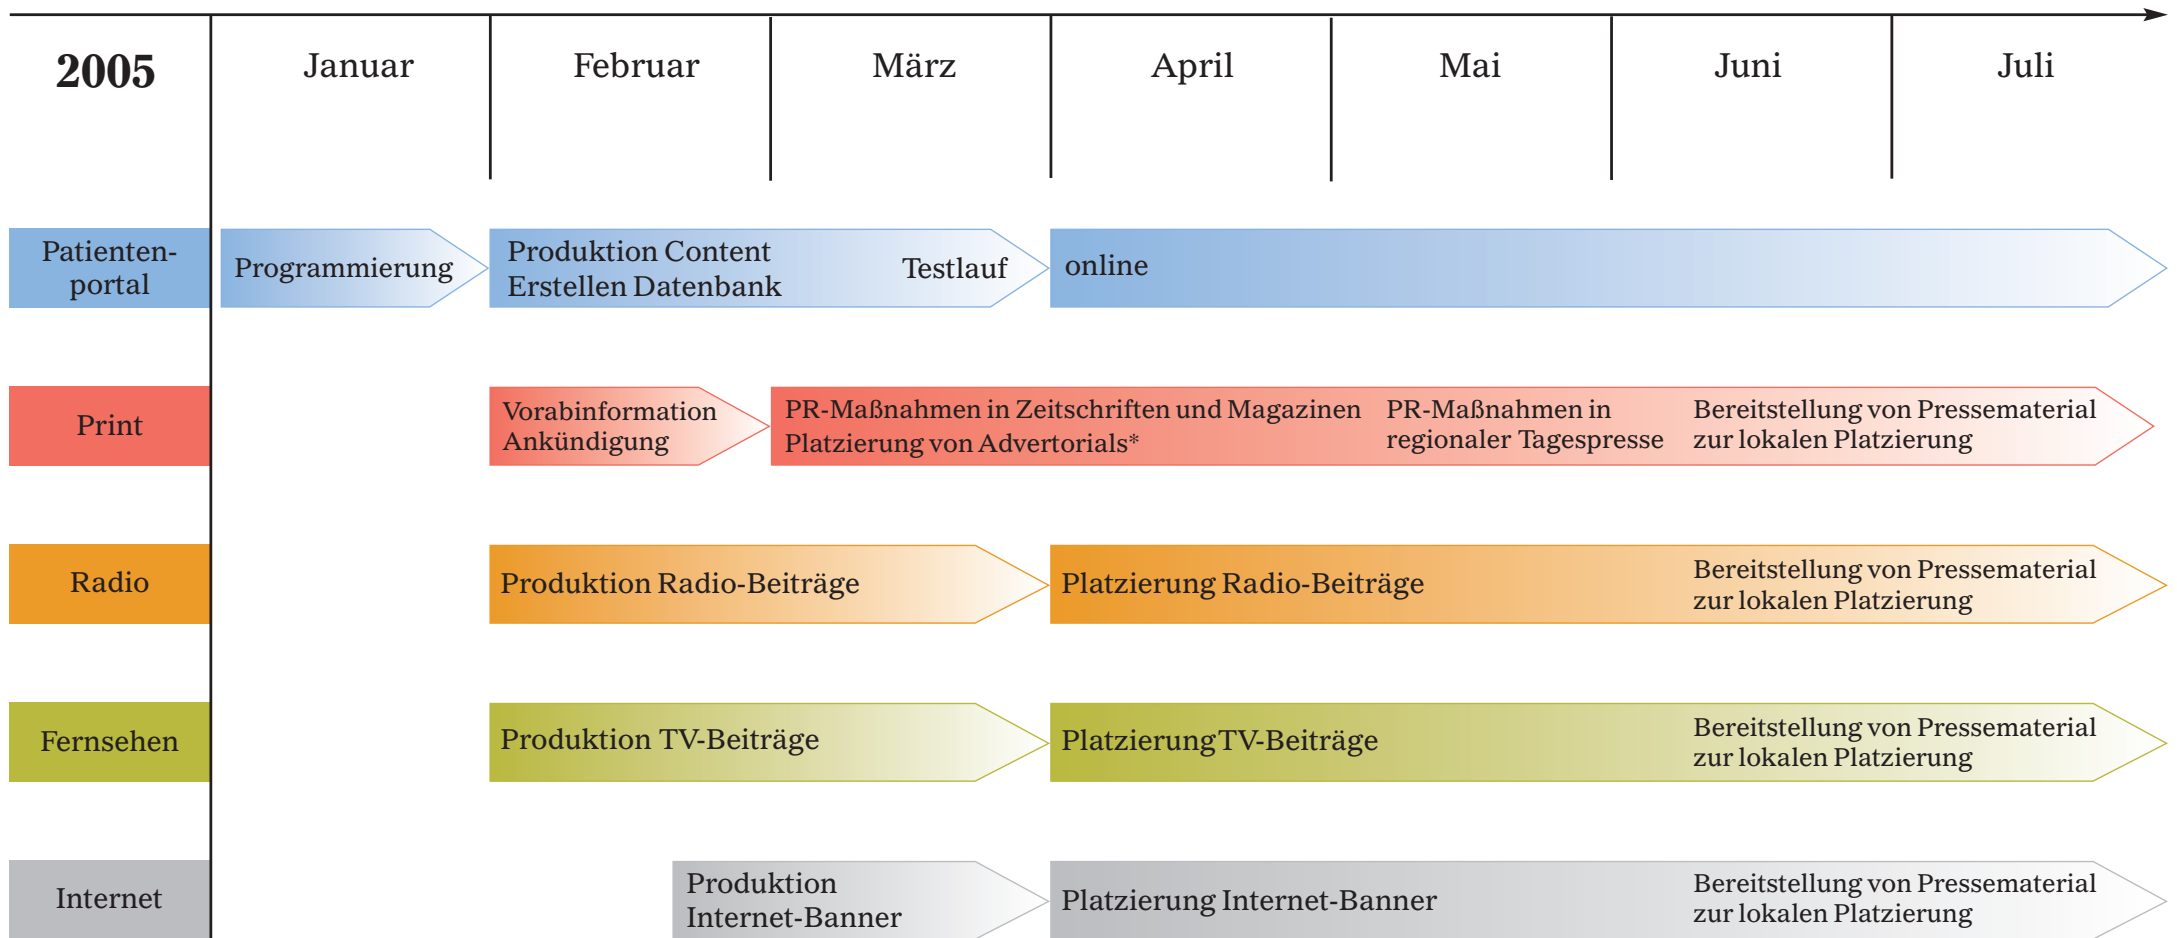 2005
Januar
Februar
März
April
Mai
Juni
Juli
Patienten-
portal
Programmierung
Produktion Content
Erstellen Datenbank
Testlauf
online
Print
Vorabinformation
Ankündigung
PR-Maßnahmen in Zeitschriften und Magazinen
Platzierung von Advertorials*
PR-Maßnahmen in
regionaler Tagespresse
Bereitstellung von Pressematerial
zur lokalen Platzierung
Radio
Produktion Radio-Beiträge
Platzierung Radio-Beiträge
Bereitstellung von Pressematerial
zur lokalen Platzierung
Fernsehen
Produktion TV-Beiträge
Platzierung TV-Beiträge
Bereitstellung von Pressematerial
zur lokalen Platzierung
Internet
Produktion
Internet-Banner
Platzierung Internet-Banner
Bereitstellung von Pressematerial
zur lokalen Platzierung